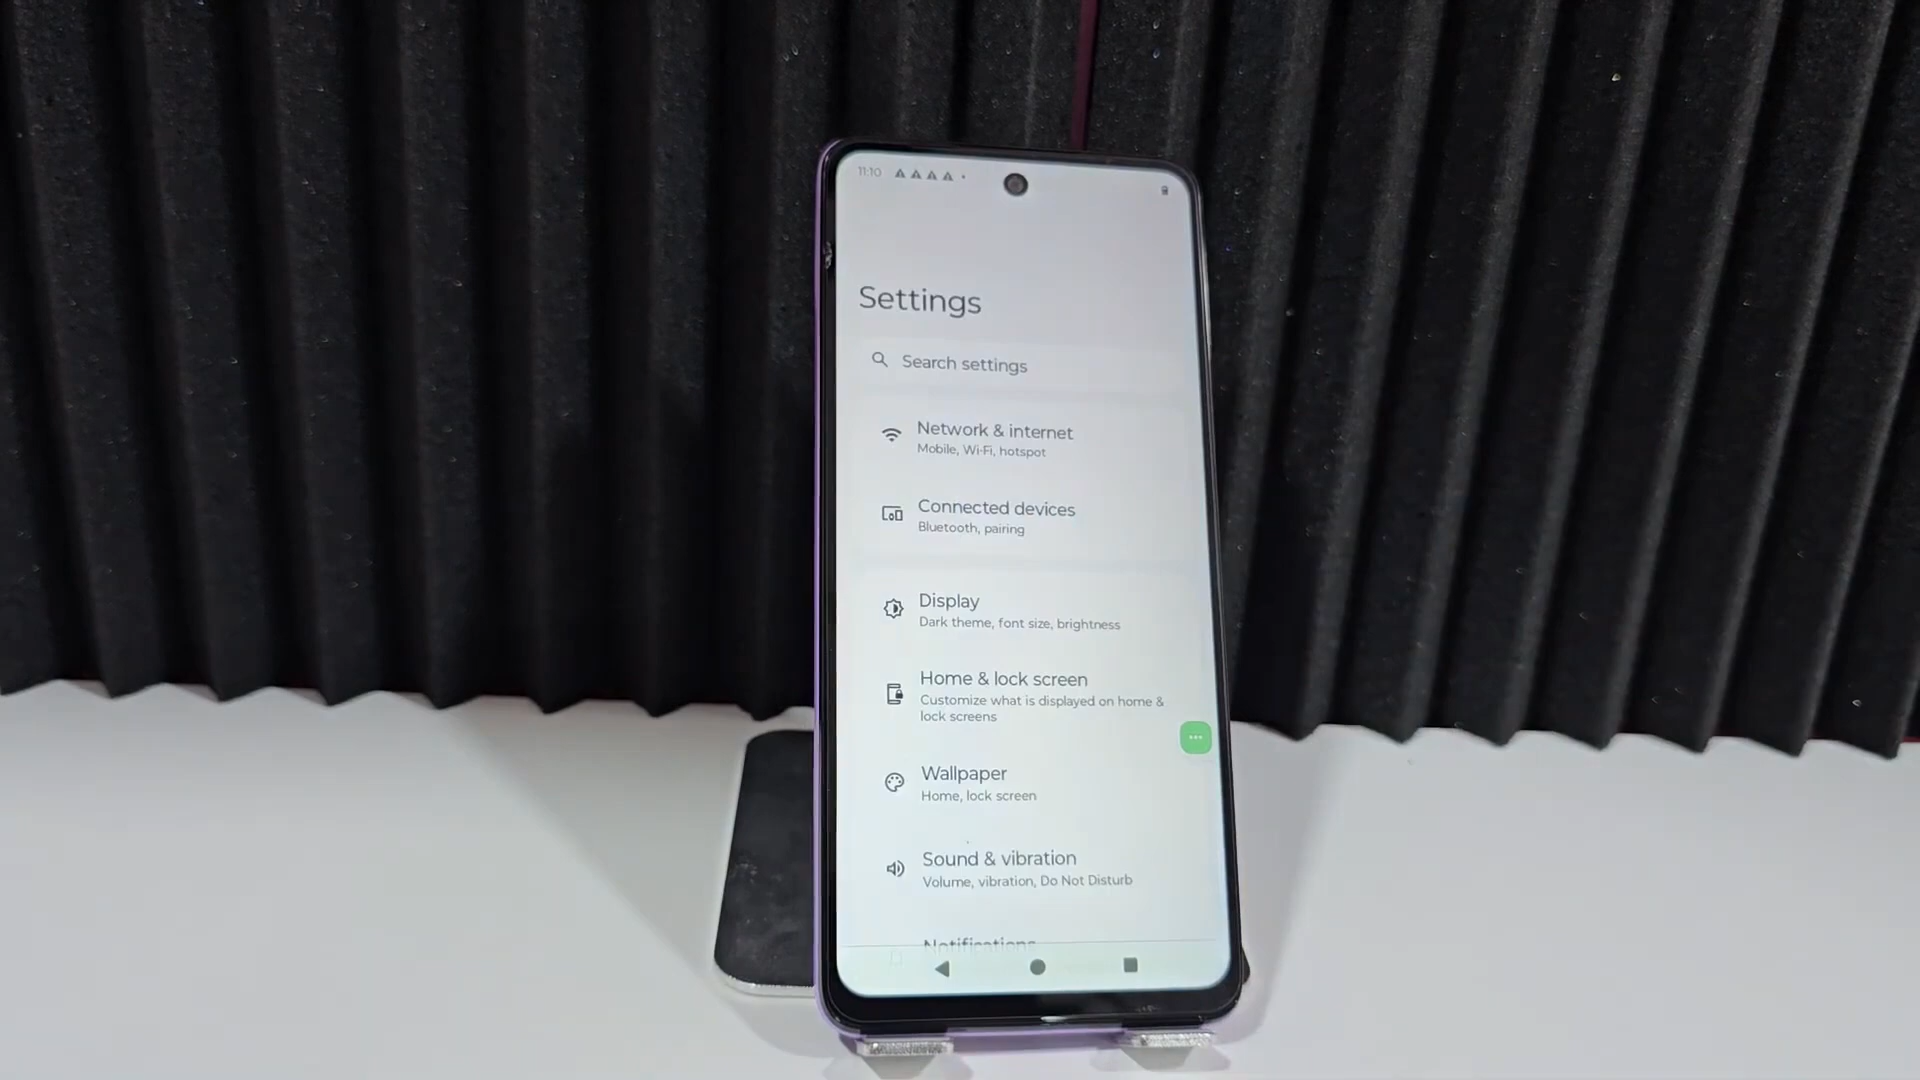 11:10
Settings
Search settings
Network & internet
Mobile, Wi-Fi, hotspot
Connected devices
Bluetooth, pairing
Display
Dark theme, font size, brightness
Home & lock screen
Customize what is displayed on home &
lock screens
Wallpaper
Home, lock screen
Sound & vibration
Volume, vibration, Do Not Disturb
Notifications